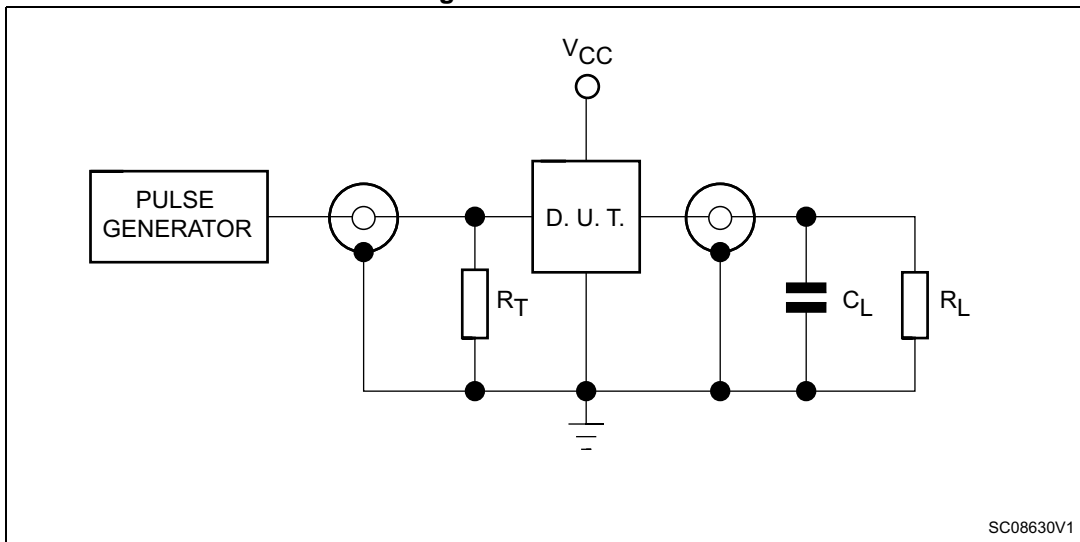 VCC
PULSE
GENERATOR
D. U. T.
RT
CL
RL
SC08630V1